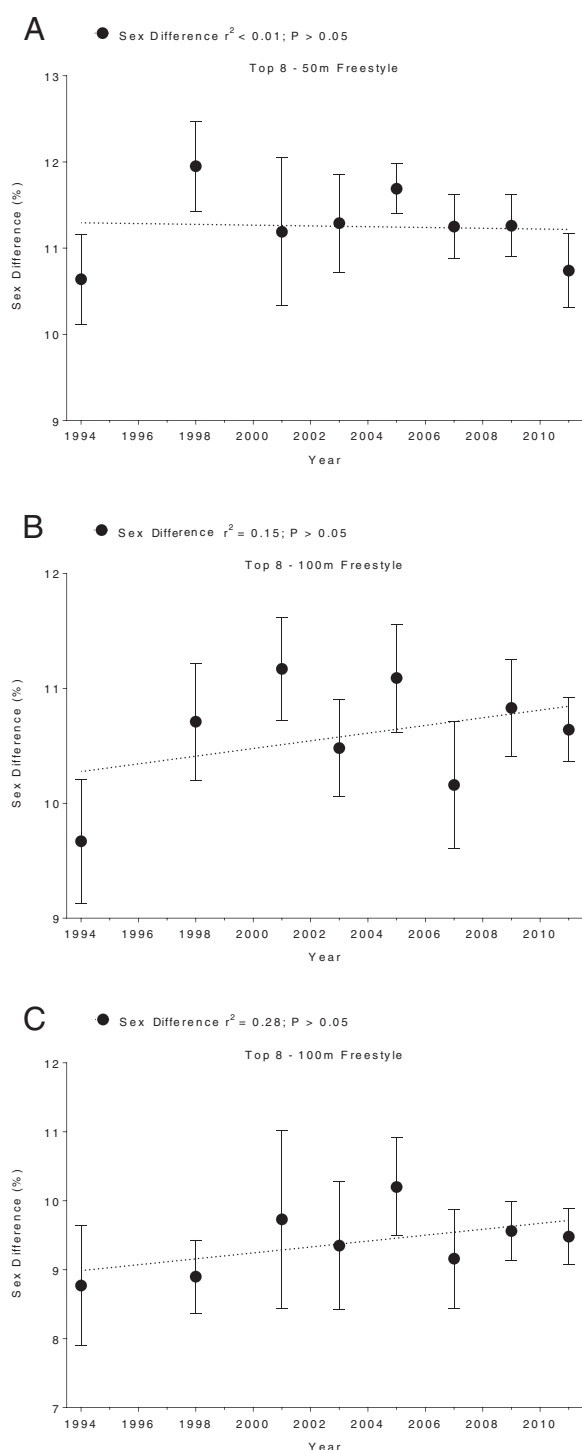 A
Sex Difference r² < 0.01; P > 0.05
Top 8 - 50m Freestyle
13
12
11
10
9
Sex Difference (%)
1994 1996 1998 2000 2002 2004 2006 2008 2010
Year
B
Sex Difference r² = 0.15; P > 0.05
Top 8 - 100m Freestyle
12
11
10
9
Sex Difference (%)
1994 1996 1998 2000 2002 2004 2006 2008 2010
Year
C
Sex Difference r² = 0.28; P > 0.05
Top 8 - 100m Freestyle
12
11
10
9
8
7
Sex Difference (%)
1994 1996 1998 2000 2002 2004 2006 2008 2010
Year